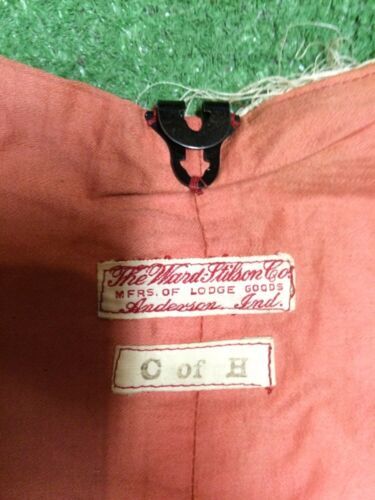 The Ward Stilson Co.
MFRS. OF LODGE GOODS
Anderson, Ind.
C of H